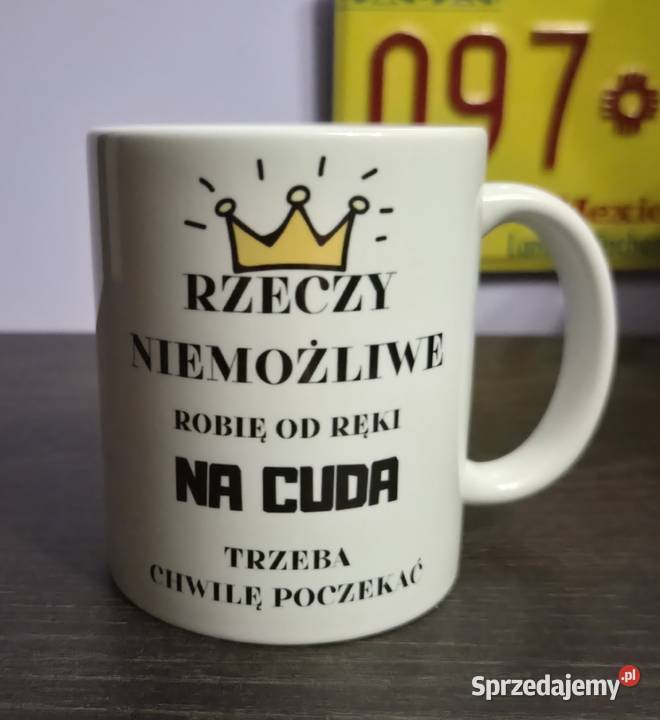 097
RZECZY
NIEMOŻLIWE
ROBIĘ OD RĘKI
NA CUDA
TRZEBA
CHWILĘ POCZEKAĆ
Sprzedajemy.pl